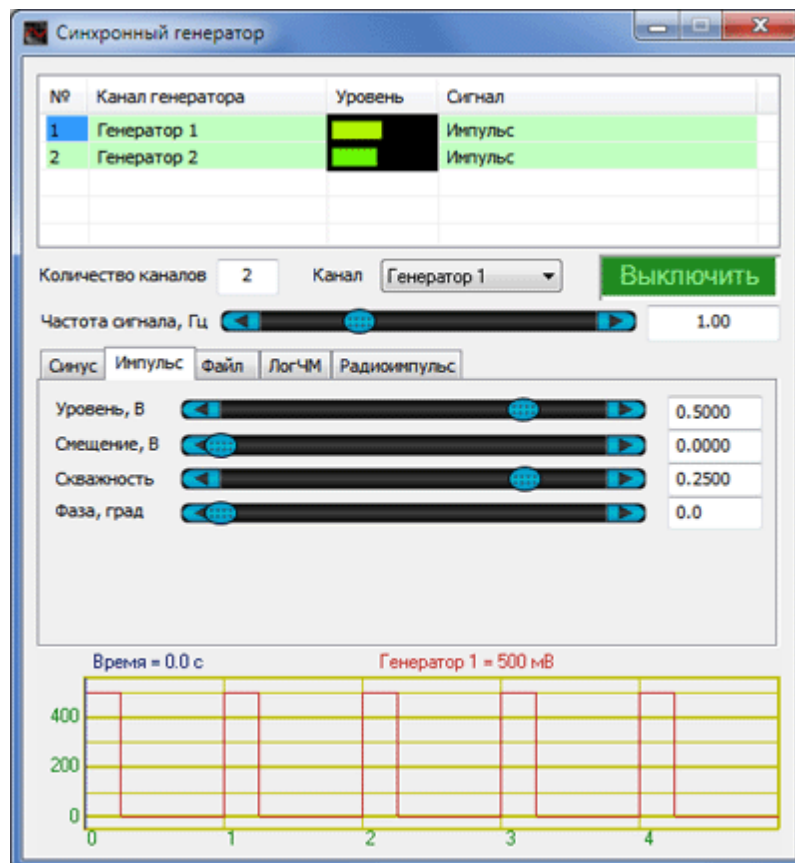 Синхронный генератор
№ Канал генератора Уровень Сигнал
1 Генератор 1 Импульс
2 Генератор 2 Импульс
Количество каналов 2 Канал Генератор 1 Выключить
Частота сигнала, Гц 1.00
Синус Импульс Файл ЛогЧМ Радиоимпульс
Уровень, В 0.5000
Смещение, В 0.0000
Скважность 0.2500
Фаза, град 0.0
Время = 0.0 с Генератор 1 = 500 мВ
400
200
0
0 1 2 3 4